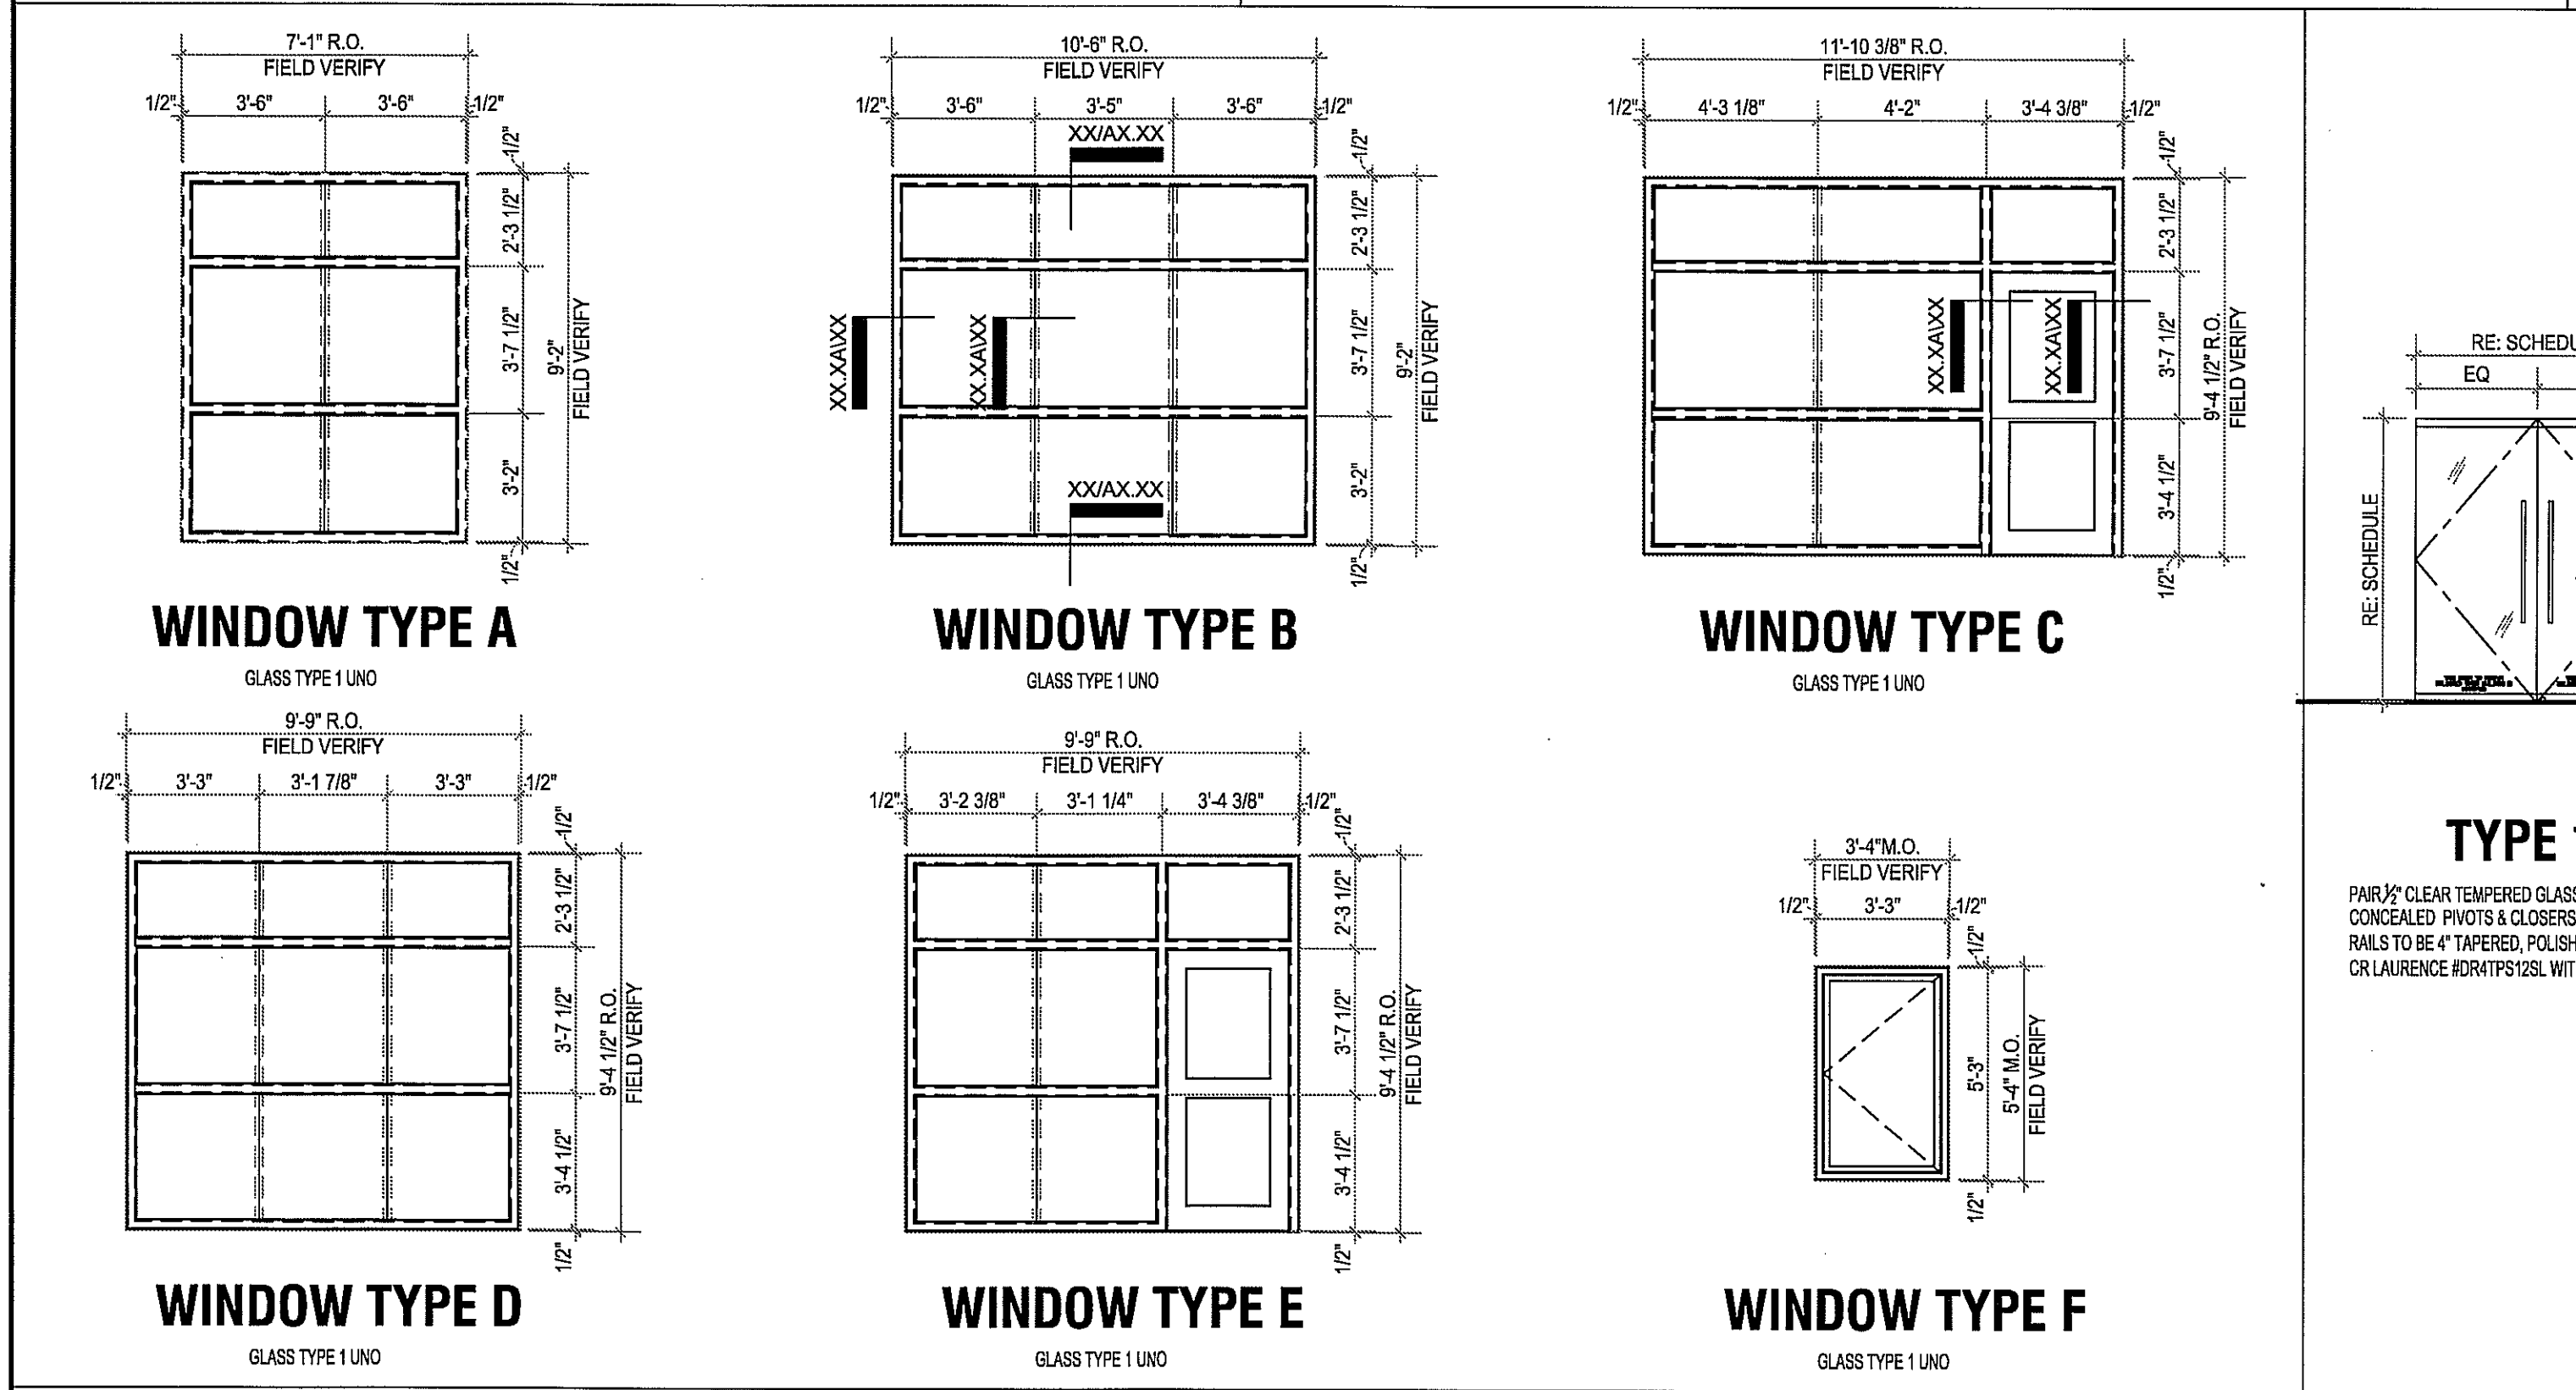 7'-1" R.O.
FIELD VERIFY
1/2" 3'-6" 3'-6" 1/2"
1/2"
2'-3 1/2"
3'-7 1/2"
3'-2"
1/2"
9'-2"
FIELD VERIFY
WINDOW TYPE A
GLASS TYPE 1 UNO
10'-6" R.O.
FIELD VERIFY
1/2" 3'-6" 3'-5" 3'-6" 1/2"
XX/AX.XX
XX.XA\XX
XX.XA\XX
XX/AX.XX
1/2"
2'-3 1/2"
3'-7 1/2"
3'-2"
1/2"
9'-2"
FIELD VERIFY
WINDOW TYPE B
GLASS TYPE 1 UNO
11'-10 3/8" R.O.
FIELD VERIFY
1/2" 4'-3 1/8" 4'-2" 3'-4 3/8" 1/2"
XX.XA\XX
XX.XA\XX
1/2"
2'-3 1/2"
3'-7 1/2"
3'-4 1/2"
1/2"
9'-4 1/2" R.O.
FIELD VERIFY
WINDOW TYPE C
GLASS TYPE 1 UNO
9'-9" R.O.
FIELD VERIFY
1/2" 3'-3" 3'-1 7/8" 3'-3" 1/2"
1/2"
2'-3 1/2"
3'-7 1/2"
3'-4 1/2"
1/2"
9'-4 1/2" R.O.
FIELD VERIFY
WINDOW TYPE D
GLASS TYPE 1 UNO
9'-9" R.O.
FIELD VERIFY
1/2" 3'-2 3/8" 3'-1 1/4" 3'-4 3/8" 1/2"
1/2"
2'-3 1/2"
3'-7 1/2"
3'-4 1/2"
1/2"
9'-4 1/2" R.O.
FIELD VERIFY
WINDOW TYPE E
GLASS TYPE 1 UNO
3'-4"M.O.
FIELD VERIFY
1/2" 3'-3" 1/2"
1/2"
5'-3"
1/2"
5'-4" M.O.
FIELD VERIFY
WINDOW TYPE F
GLASS TYPE 1 UNO
RE: SCHEDU
EQ
RE: SCHEDULE
TYPE
PAIR ½" CLEAR TEMPERED GLASS
CONCEALED PIVOTS & CLOSERS
RAILS TO BE 4" TAPERED, POLISH
CR LAURENCE #DR4TPS12SL WIT